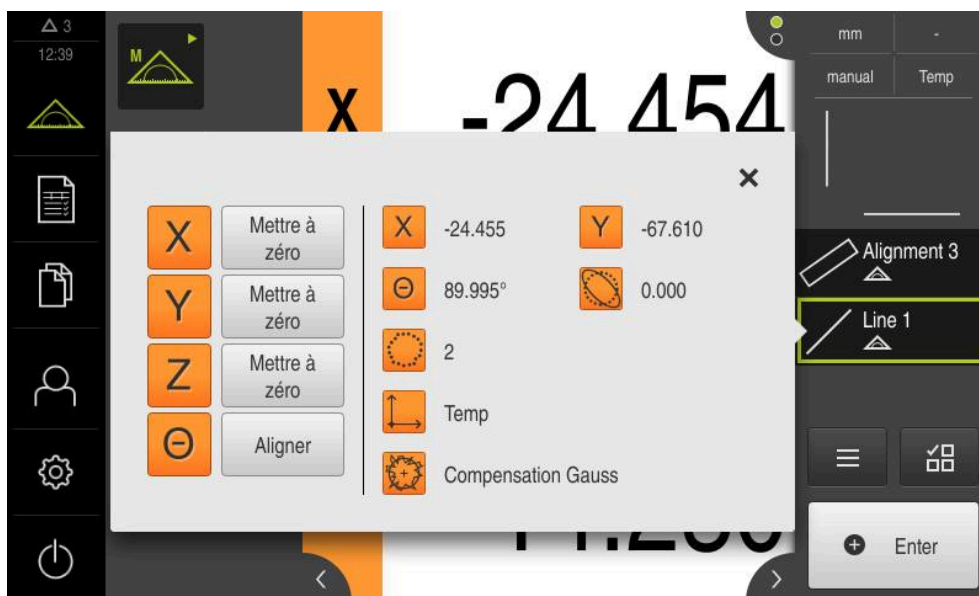 3
12:39
M
X -24.454
mm -
manual Temp
X Mettre à zéro
Y Mettre à zéro
Z Mettre à zéro
Θ Aligner
X -24.455 Y -67.610
Θ 89.995° 0.000
2
Temp
Compensation Gauss
Alignment 3
Line 1
Enter